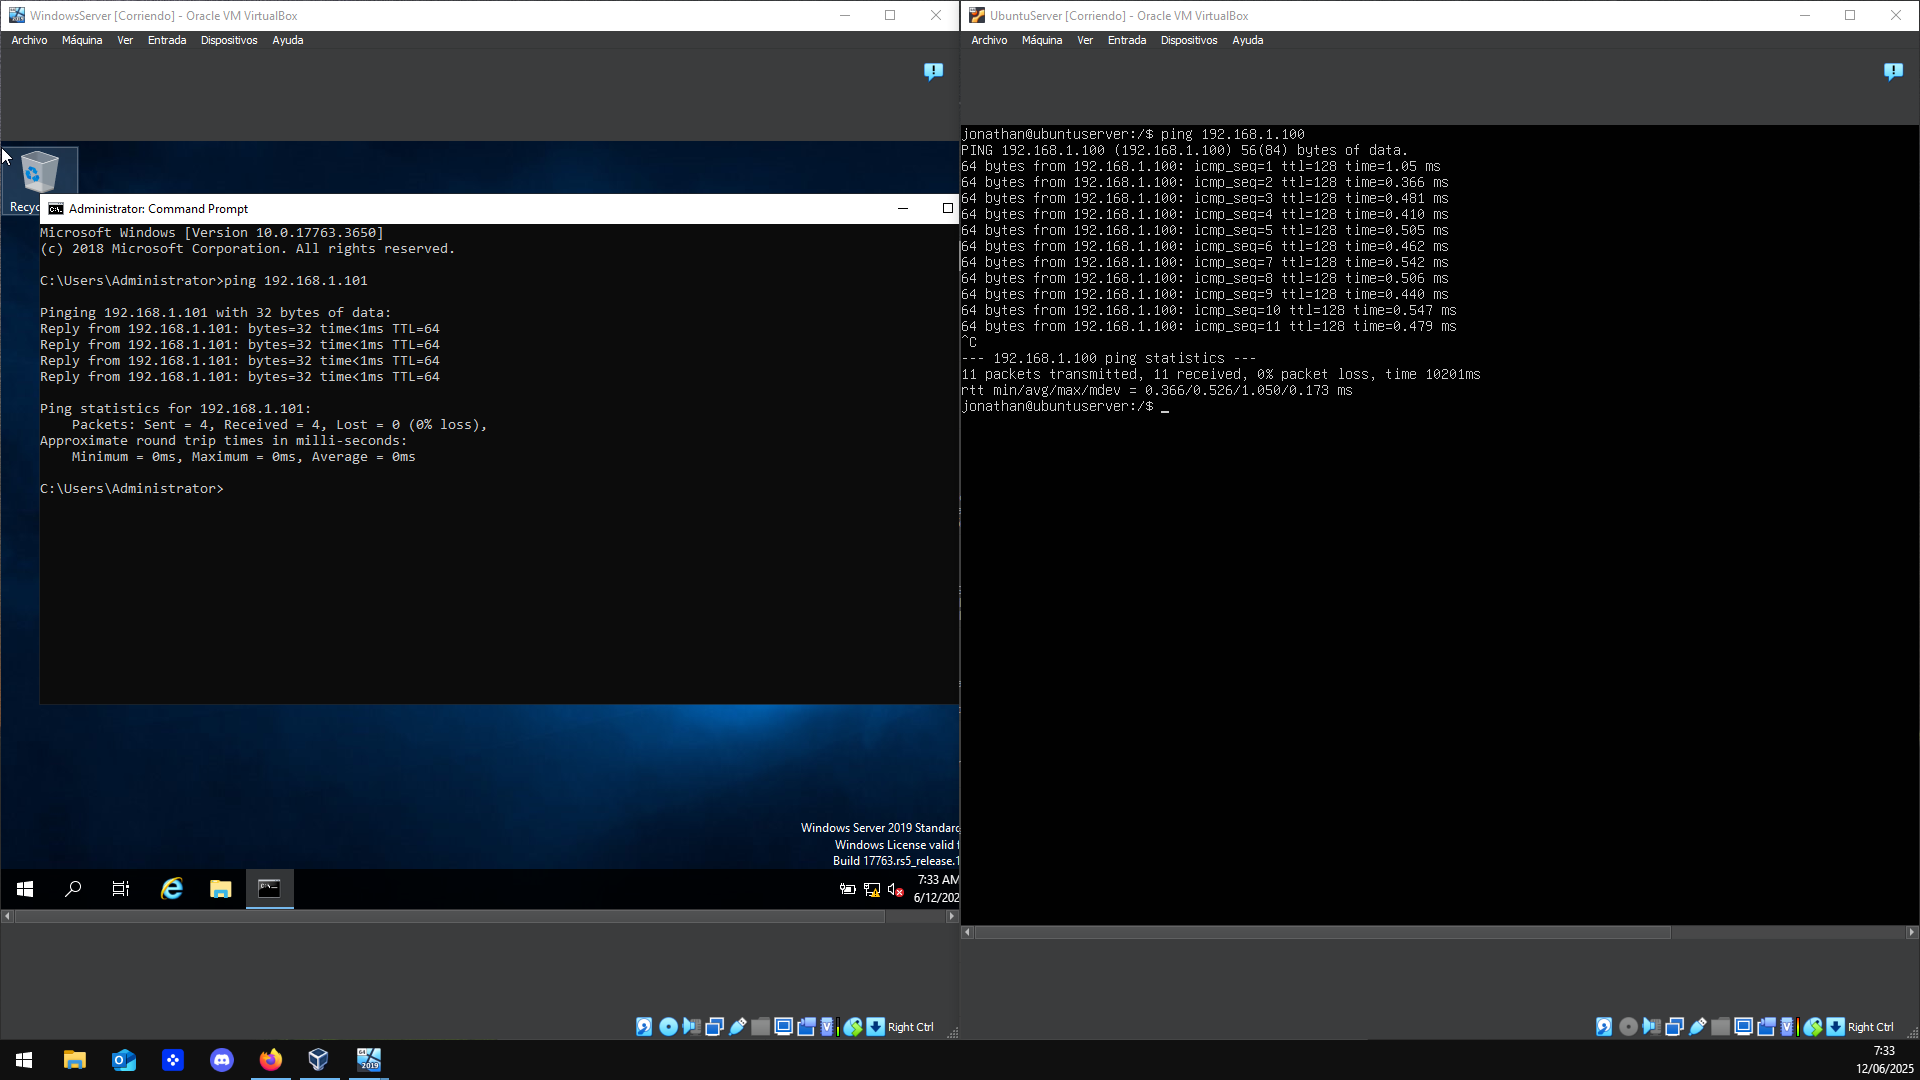 WindowsServer [Corriendo] - Oracle VM VirtualBox
Archivo Máquina Ver Entrada Dispositivos Ayuda
Administrator: Command Prompt
Microsoft Windows [Version 10.0.17763.3650]
(c) 2018 Microsoft Corporation. All rights reserved.
C:\Users\Administrator>ping 192.168.1.101
Pinging 192.168.1.101 with 32 bytes of data:
Reply from 192.168.1.101: bytes=32 time<1ms TTL=64
Reply from 192.168.1.101: bytes=32 time<1ms TTL=64
Reply from 192.168.1.101: bytes=32 time<1ms TTL=64
Reply from 192.168.1.101: bytes=32 time<1ms TTL=64
Ping statistics for 192.168.1.101:
Packets: Sent = 4, Received = 4, Lost = 0 (0% loss),
Approximate round trip times in milli-seconds:
Minimum = 0ms, Maximum = 0ms, Average = 0ms
C:\Users\Administrator>
Windows Server 2019 Standard
Windows License valid
Build 17763.rs5_release.1
7:33 AM
6/12/202
Right Ctrl
UbuntuServer [Corriendo] - Oracle VM VirtualBox
Archivo Máquina Ver Entrada Dispositivos Ayuda
jonathan@ubuntuserver:/$ ping 192.168.1.100
PING 192.168.1.100 (192.168.1.100) 56(84) bytes of data.
64 bytes from 192.168.1.100: icmp_seq=1 ttl=128 time=1.05 ms
64 bytes from 192.168.1.100: icmp_seq=2 ttl=128 time=0.366 ms
64 bytes from 192.168.1.100: icmp_seq=3 ttl=128 time=0.481 ms
64 bytes from 192.168.1.100: icmp_seq=4 ttl=128 time=0.410 ms
64 bytes from 192.168.1.100: icmp_seq=5 ttl=128 time=0.505 ms
64 bytes from 192.168.1.100: icmp_seq=6 ttl=128 time=0.462 ms
64 bytes from 192.168.1.100: icmp_seq=7 ttl=128 time=0.542 ms
64 bytes from 192.168.1.100: icmp_seq=8 ttl=128 time=0.506 ms
64 bytes from 192.168.1.100: icmp_seq=9 ttl=128 time=0.440 ms
64 bytes from 192.168.1.100: icmp_seq=10 ttl=128 time=0.547 ms
64 bytes from 192.168.1.100: icmp_seq=11 ttl=128 time=0.479 ms
^C
--- 192.168.1.100 ping statistics ---
11 packets transmitted, 11 received, 0% packet loss, time 10201ms
rtt min/avg/max/mdev = 0.366/0.526/1.050/0.173 ms
jonathan@ubuntuserver:/$ _
Right Ctrl
7:33
12/06/2025